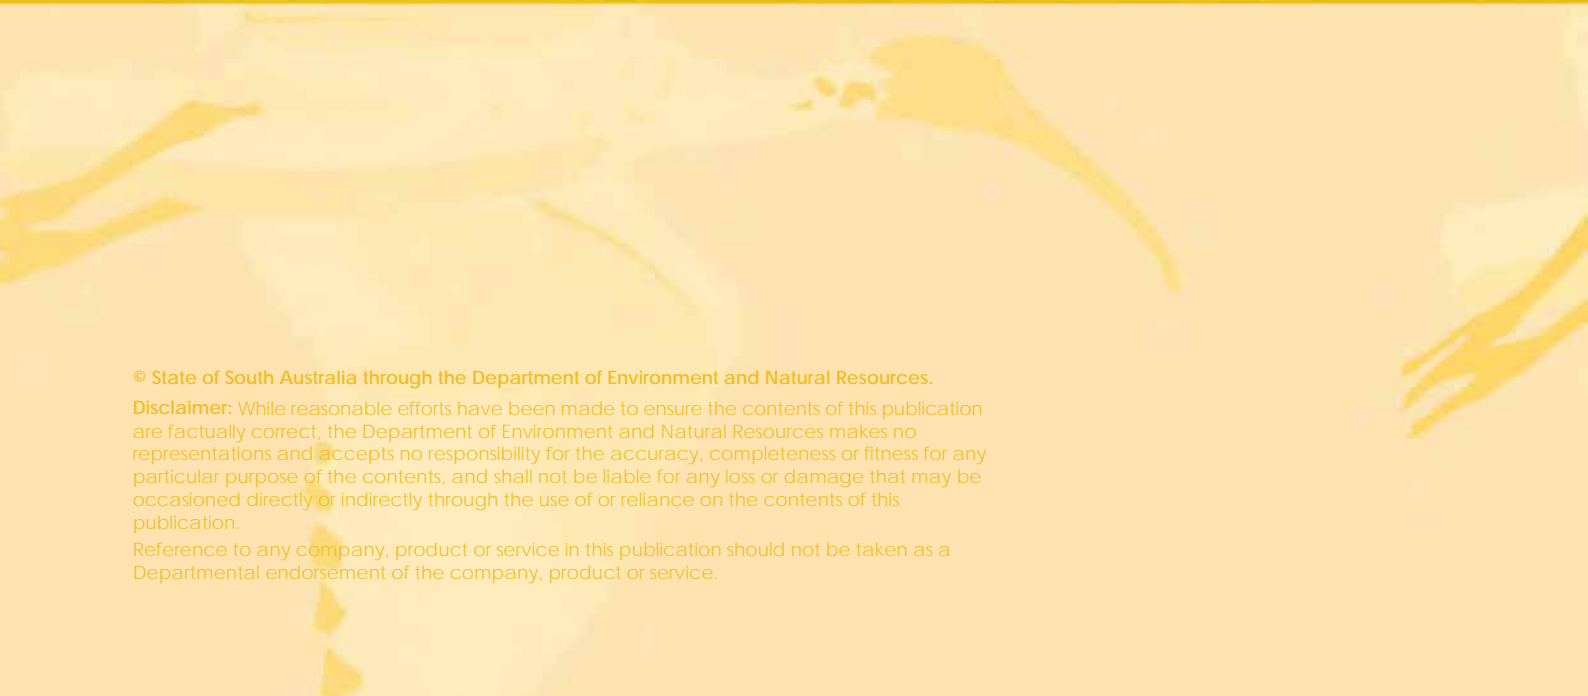 © State of South Australia through the Department of Environment and Natural Resources.
Disclaimer: While reasonable efforts have been made to ensure the contents of this publication
are factually correct, the Department of Environment and Natural Resources makes no
representations and accepts no responsibility for the accuracy, completeness or fitness for any
particular purpose of the contents, and shall not be liable for any loss or damage that may be
occasioned directly or indirectly through the use of or reliance on the contents of this
publication.
Reference to any company, product or service in this publication should not be taken as a
Departmental endorsement of the company, product or service.